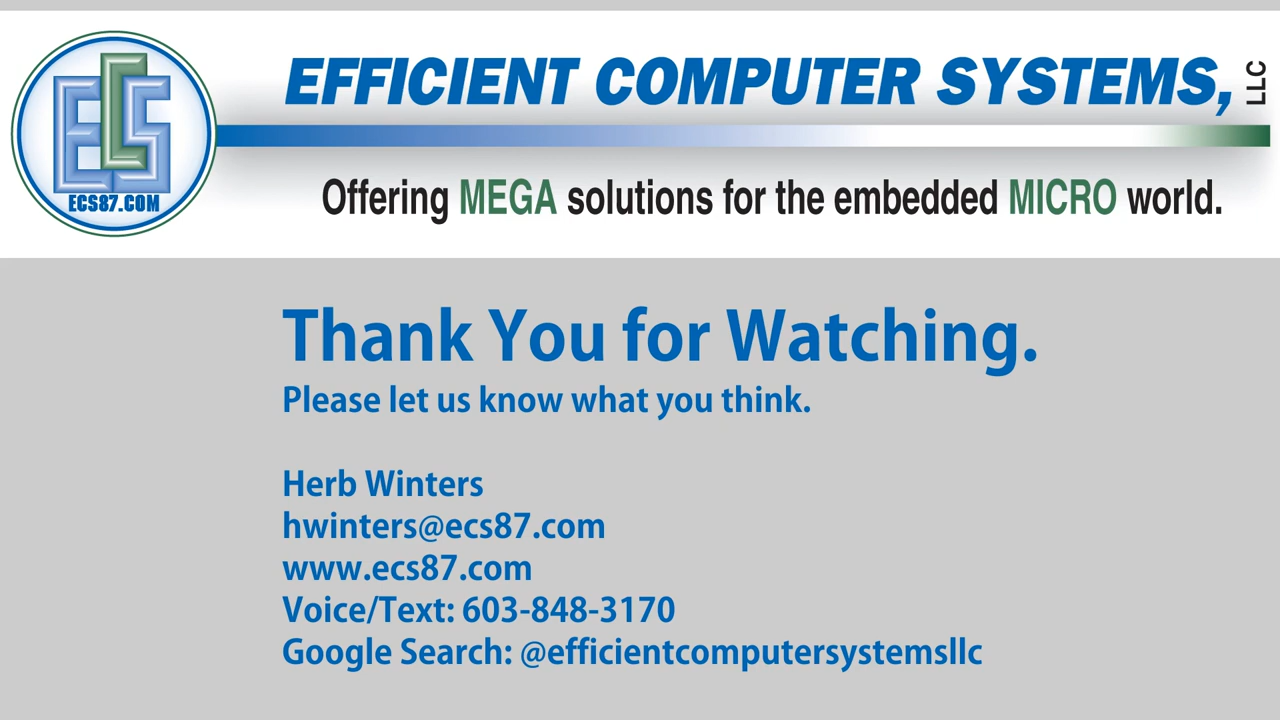 ECS
ECS87.COM
EFFICIENT COMPUTER SYSTEMS, LLC
Offering MEGA solutions for the embedded MICRO world.
Thank You for Watching.
Please let us know what you think.
Herb Winters
hwinters@ecs87.com
www.ecs87.com
Voice/Text: 603-848-3170
Google Search: @efficientcomputersystemsllc